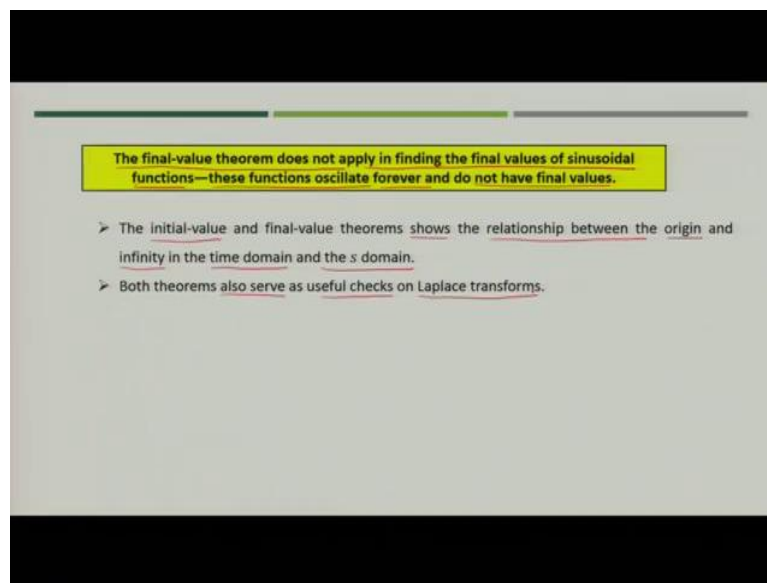 The final-value theorem does not apply in finding the final values of sinusoidal
functions—these functions oscillate forever and do not have final values.
➢ The initial-value and final-value theorems shows the relationship between the origin and
infinity in the time domain and the s domain.
➢ Both theorems also serve as useful checks on Laplace transforms.